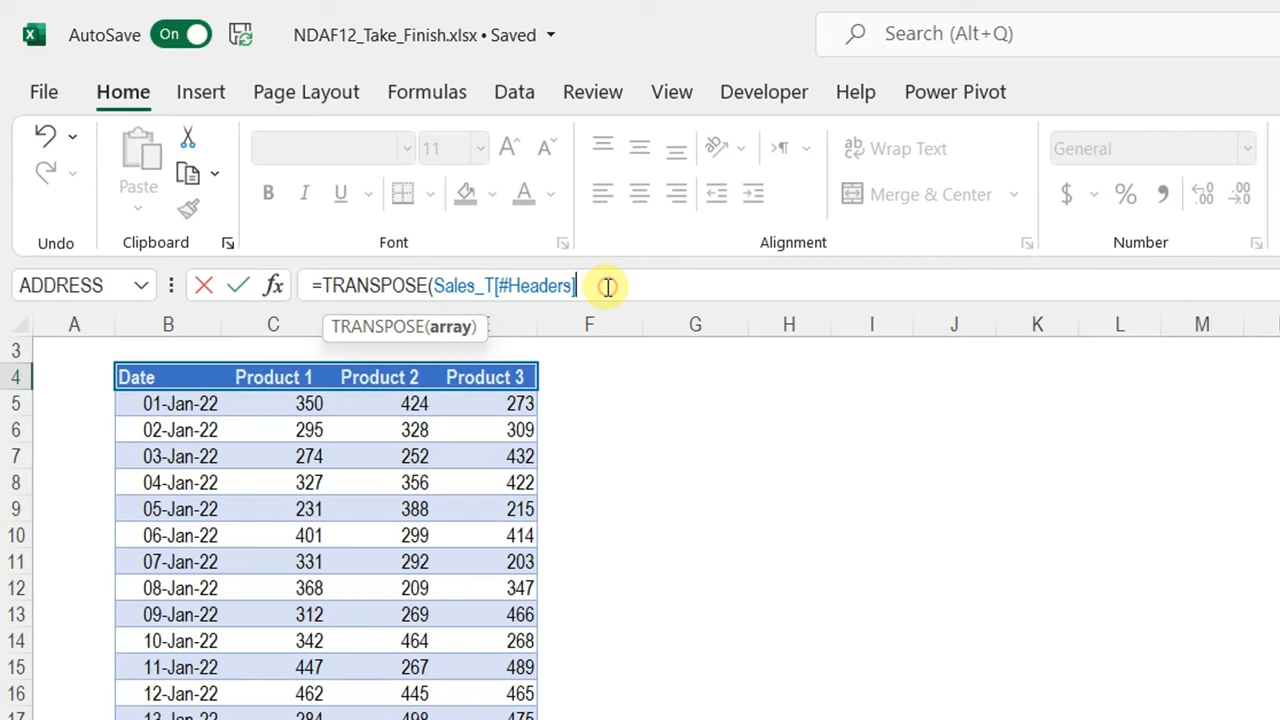 AutoSave On NDAF12_Take_Finish.xlsx • Saved Search (Alt+Q)
File Home Insert Page Layout Formulas Data Review View Developer Help Power Pivot
11 Wrap Text General
Paste B I U A Merge & Center $ % 9
Undo Clipboard Font Alignment Number
ADDRESS fx =TRANSPOSE(Sales_T[#Headers]
TRANSPOSE(array)
A B C E F G H I J K L M
3
4 Date Product 1 Product 2 Product 3
5 01-Jan-22 350 424 273
6 02-Jan-22 295 328 309
7 03-Jan-22 274 252 432
8 04-Jan-22 327 356 422
9 05-Jan-22 231 388 215
10 06-Jan-22 401 299 414
11 07-Jan-22 331 292 203
12 08-Jan-22 368 209 347
13 09-Jan-22 312 269 466
14 10-Jan-22 342 464 268
15 11-Jan-22 447 267 489
16 12-Jan-22 462 445 465
17 13-Jan-22 284 498 475